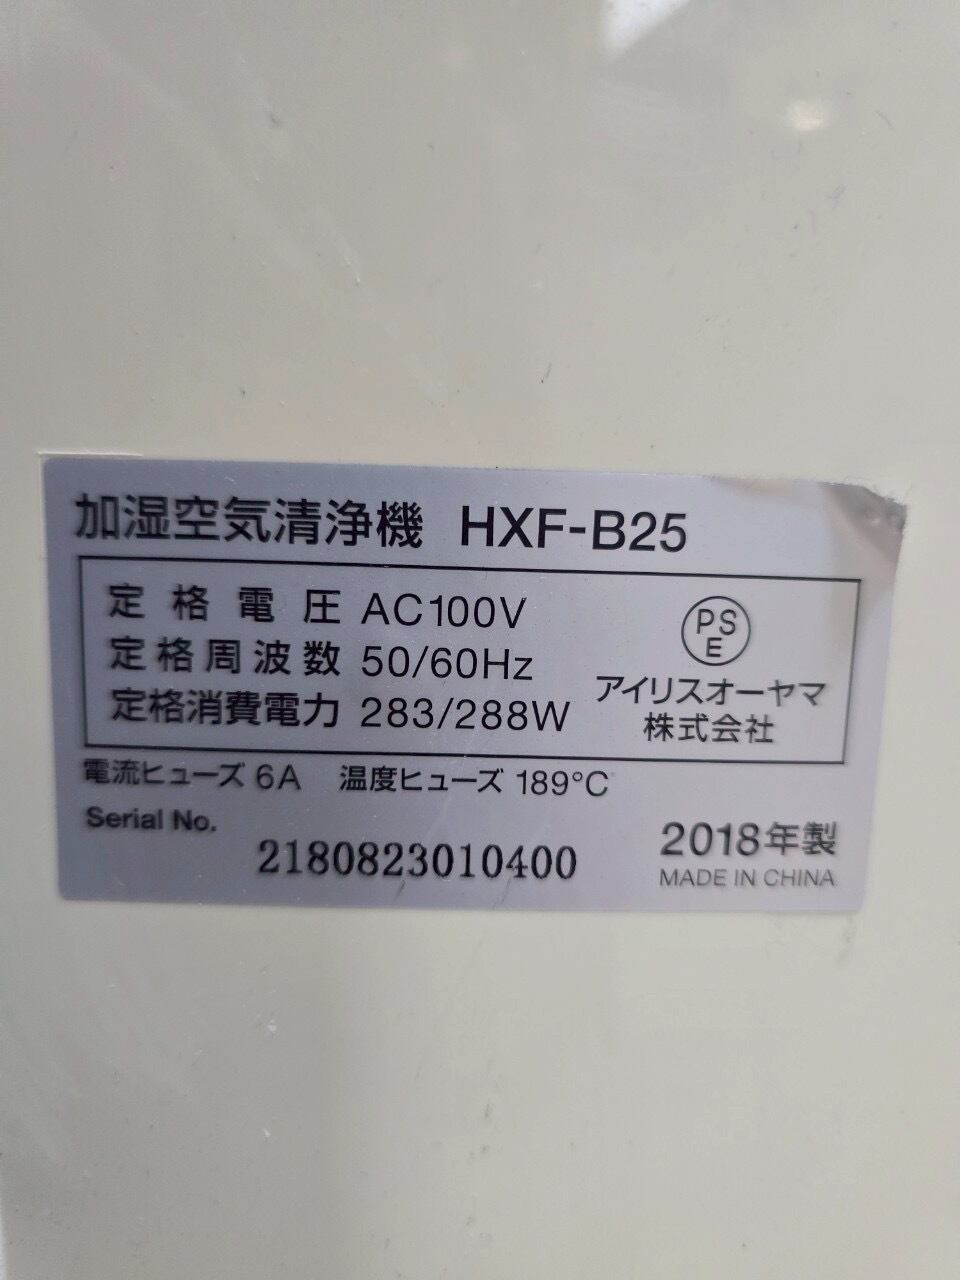 加湿空気清浄機 HXF-B25
定格電圧 AC100V
定格周波数 50/60Hz
定格消費電力 283/288W
PS
E
アイリスオーヤマ
株式会社
電流ヒューズ 6A 温度ヒューズ 189°C
Serial No.
2180823010400
2018年製
MADE IN CHINA